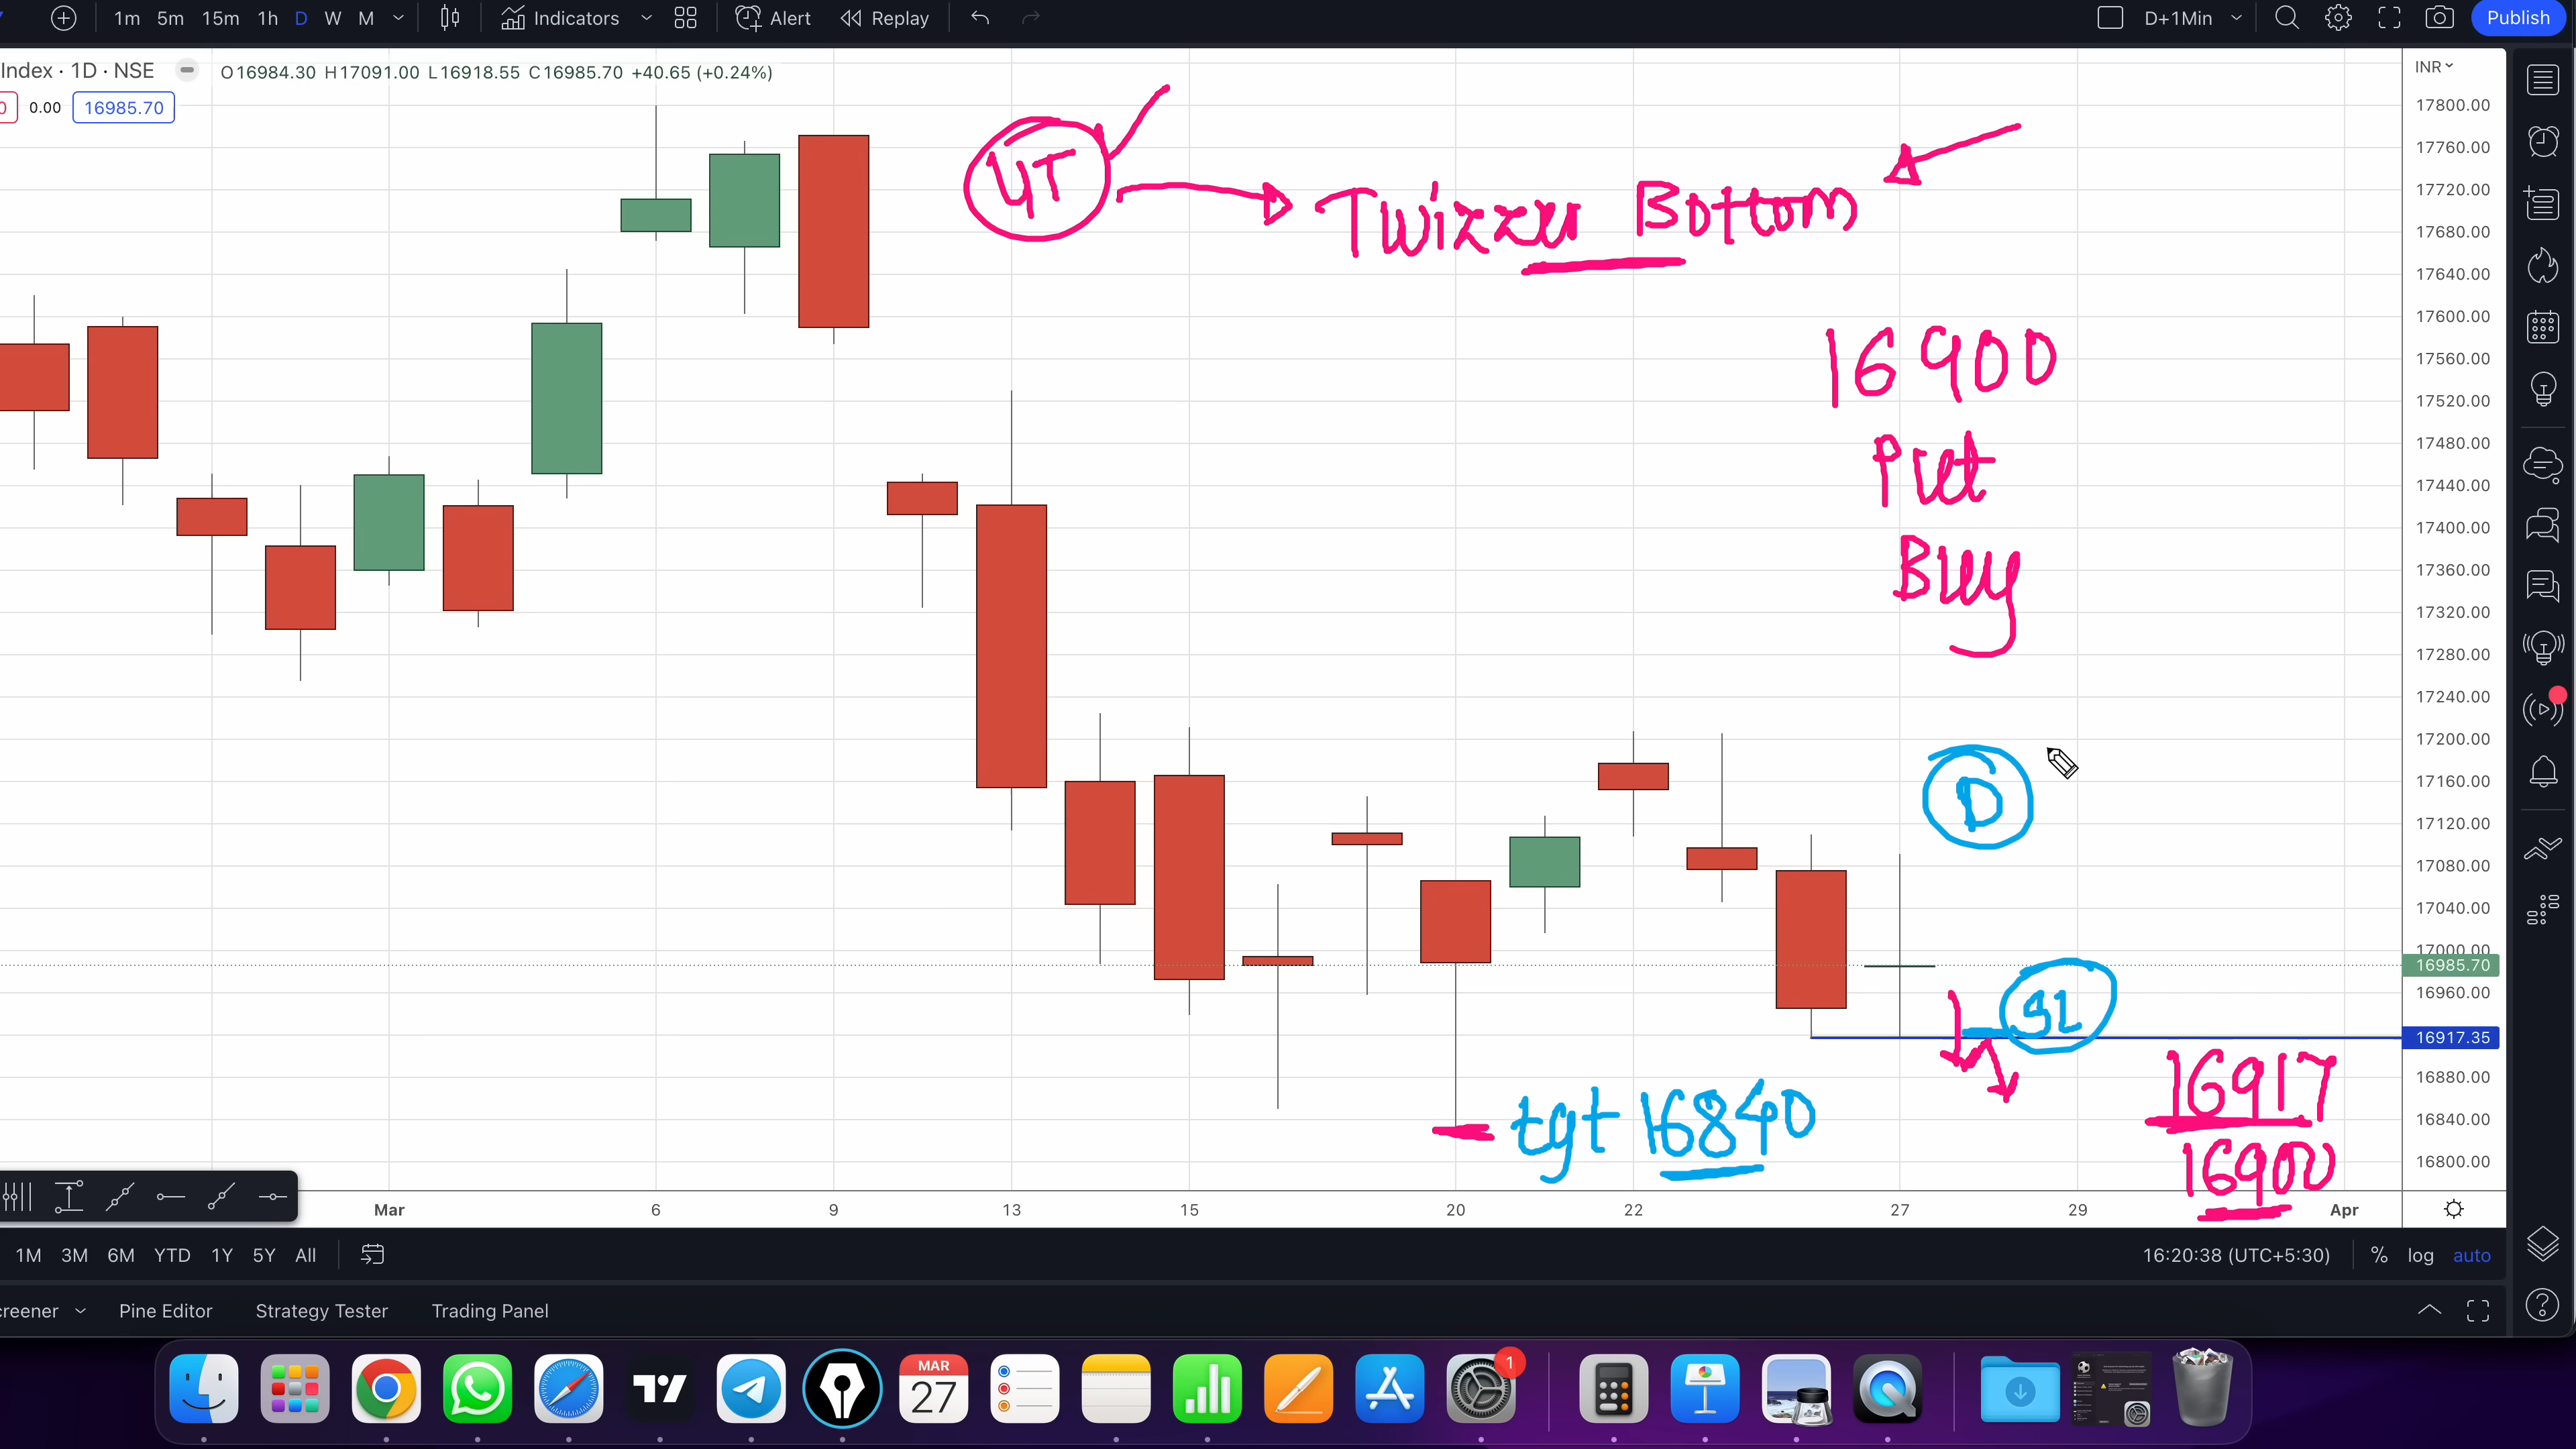 1m 5m 15m 1h D W M Indicators Alert Replay D+1Min Publish
Index · 1D · NSE O16984.30 H17091.00 L16918.55 C16985.70 +40.65 (+0.24%)
0 0.00 16985.70
INR
17800.00
17760.00
17720.00
17680.00
17640.00
17600.00
17560.00
17520.00
17480.00
17440.00
17400.00
17360.00
17320.00
17280.00
17240.00
17200.00
17160.00
17120.00
17080.00
17040.00
17000.00
16985.70
16960.00
16917.35
16880.00
16840.00
16800.00
Twizzer Bottom
16900
Put
Buy
D
SL
tgt 16840
16917
16900
Mar 6 9 13 15 20 22 27 29 Apr
1M 3M 6M YTD 1Y 5Y All 16:20:38 (UTC+5:30) % log auto
creener Pine Editor Strategy Tester Trading Panel
MAR
27
1